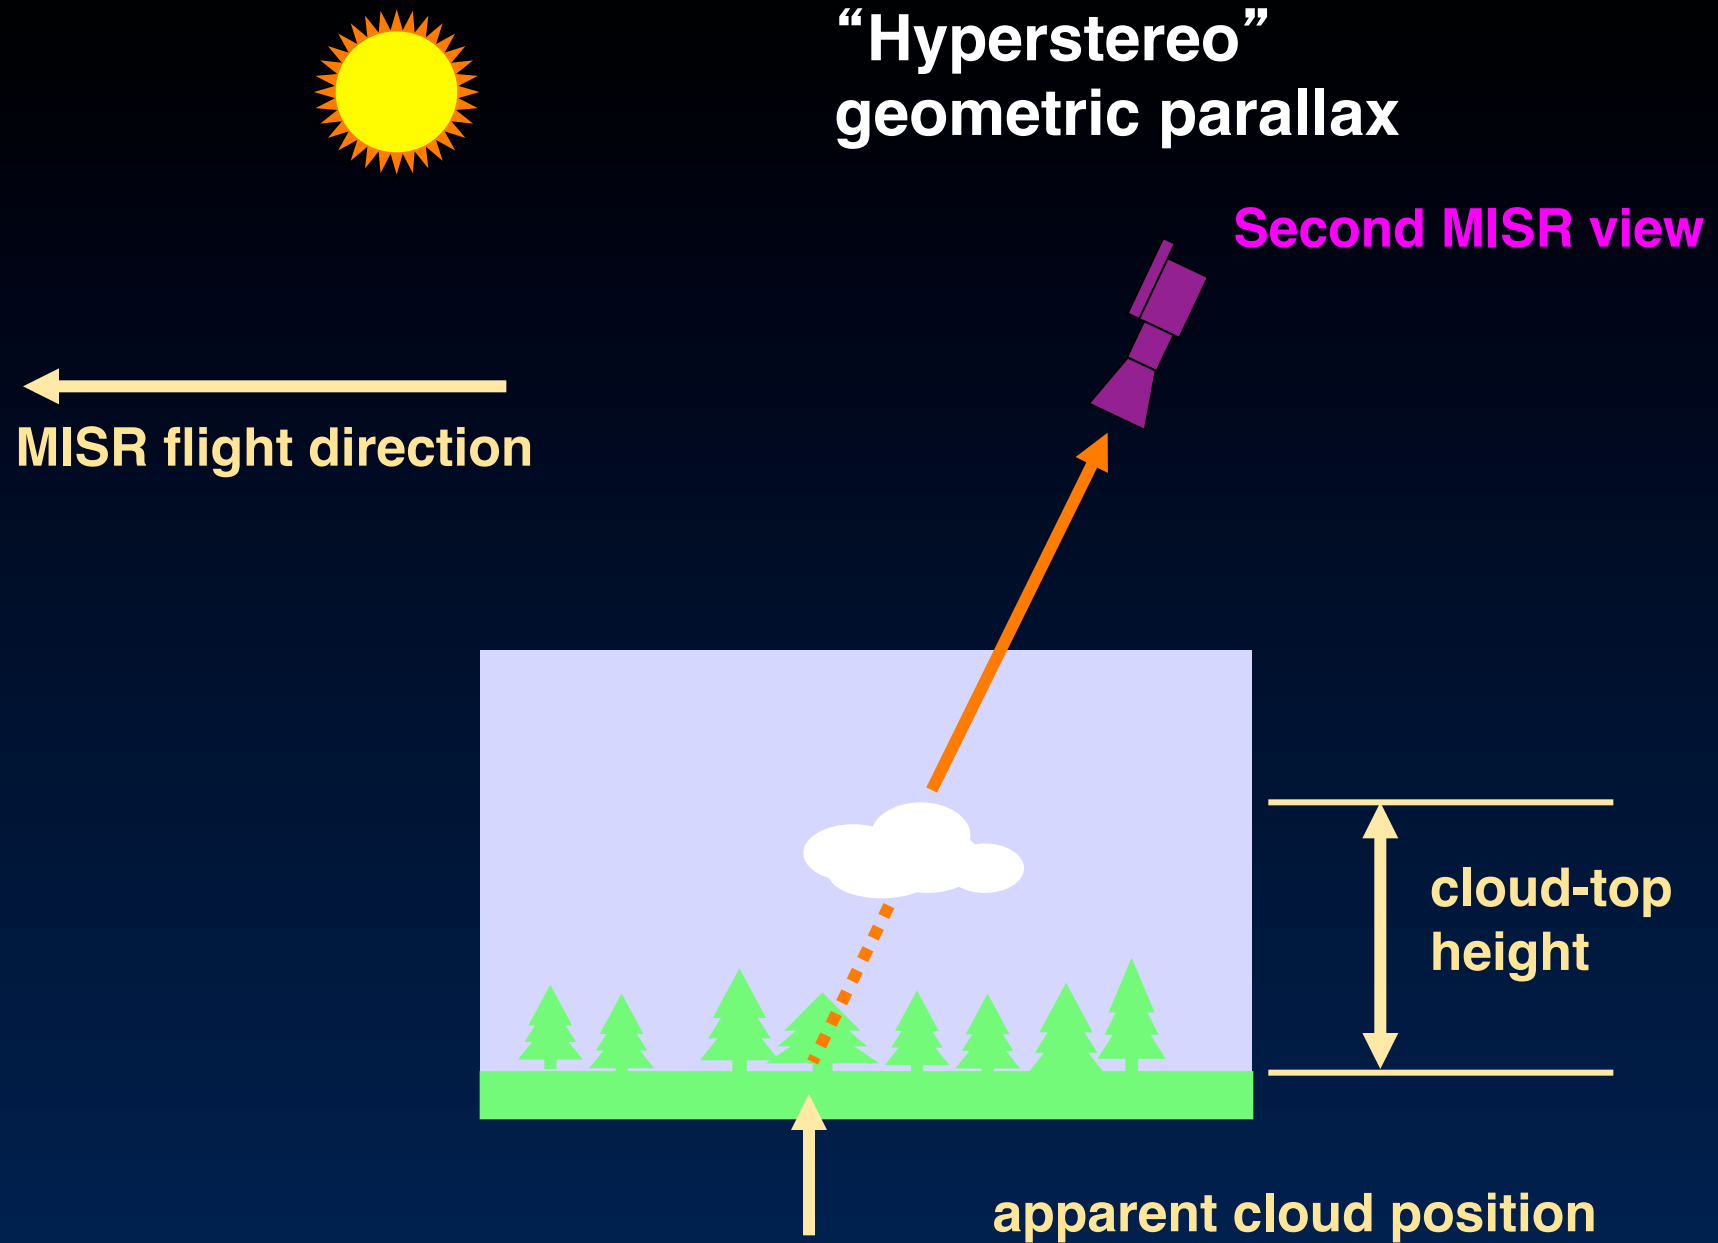 “Hyperstereo”
geometric parallax
Second MISR view
MISR flight direction
cloud-top
height
apparent cloud position